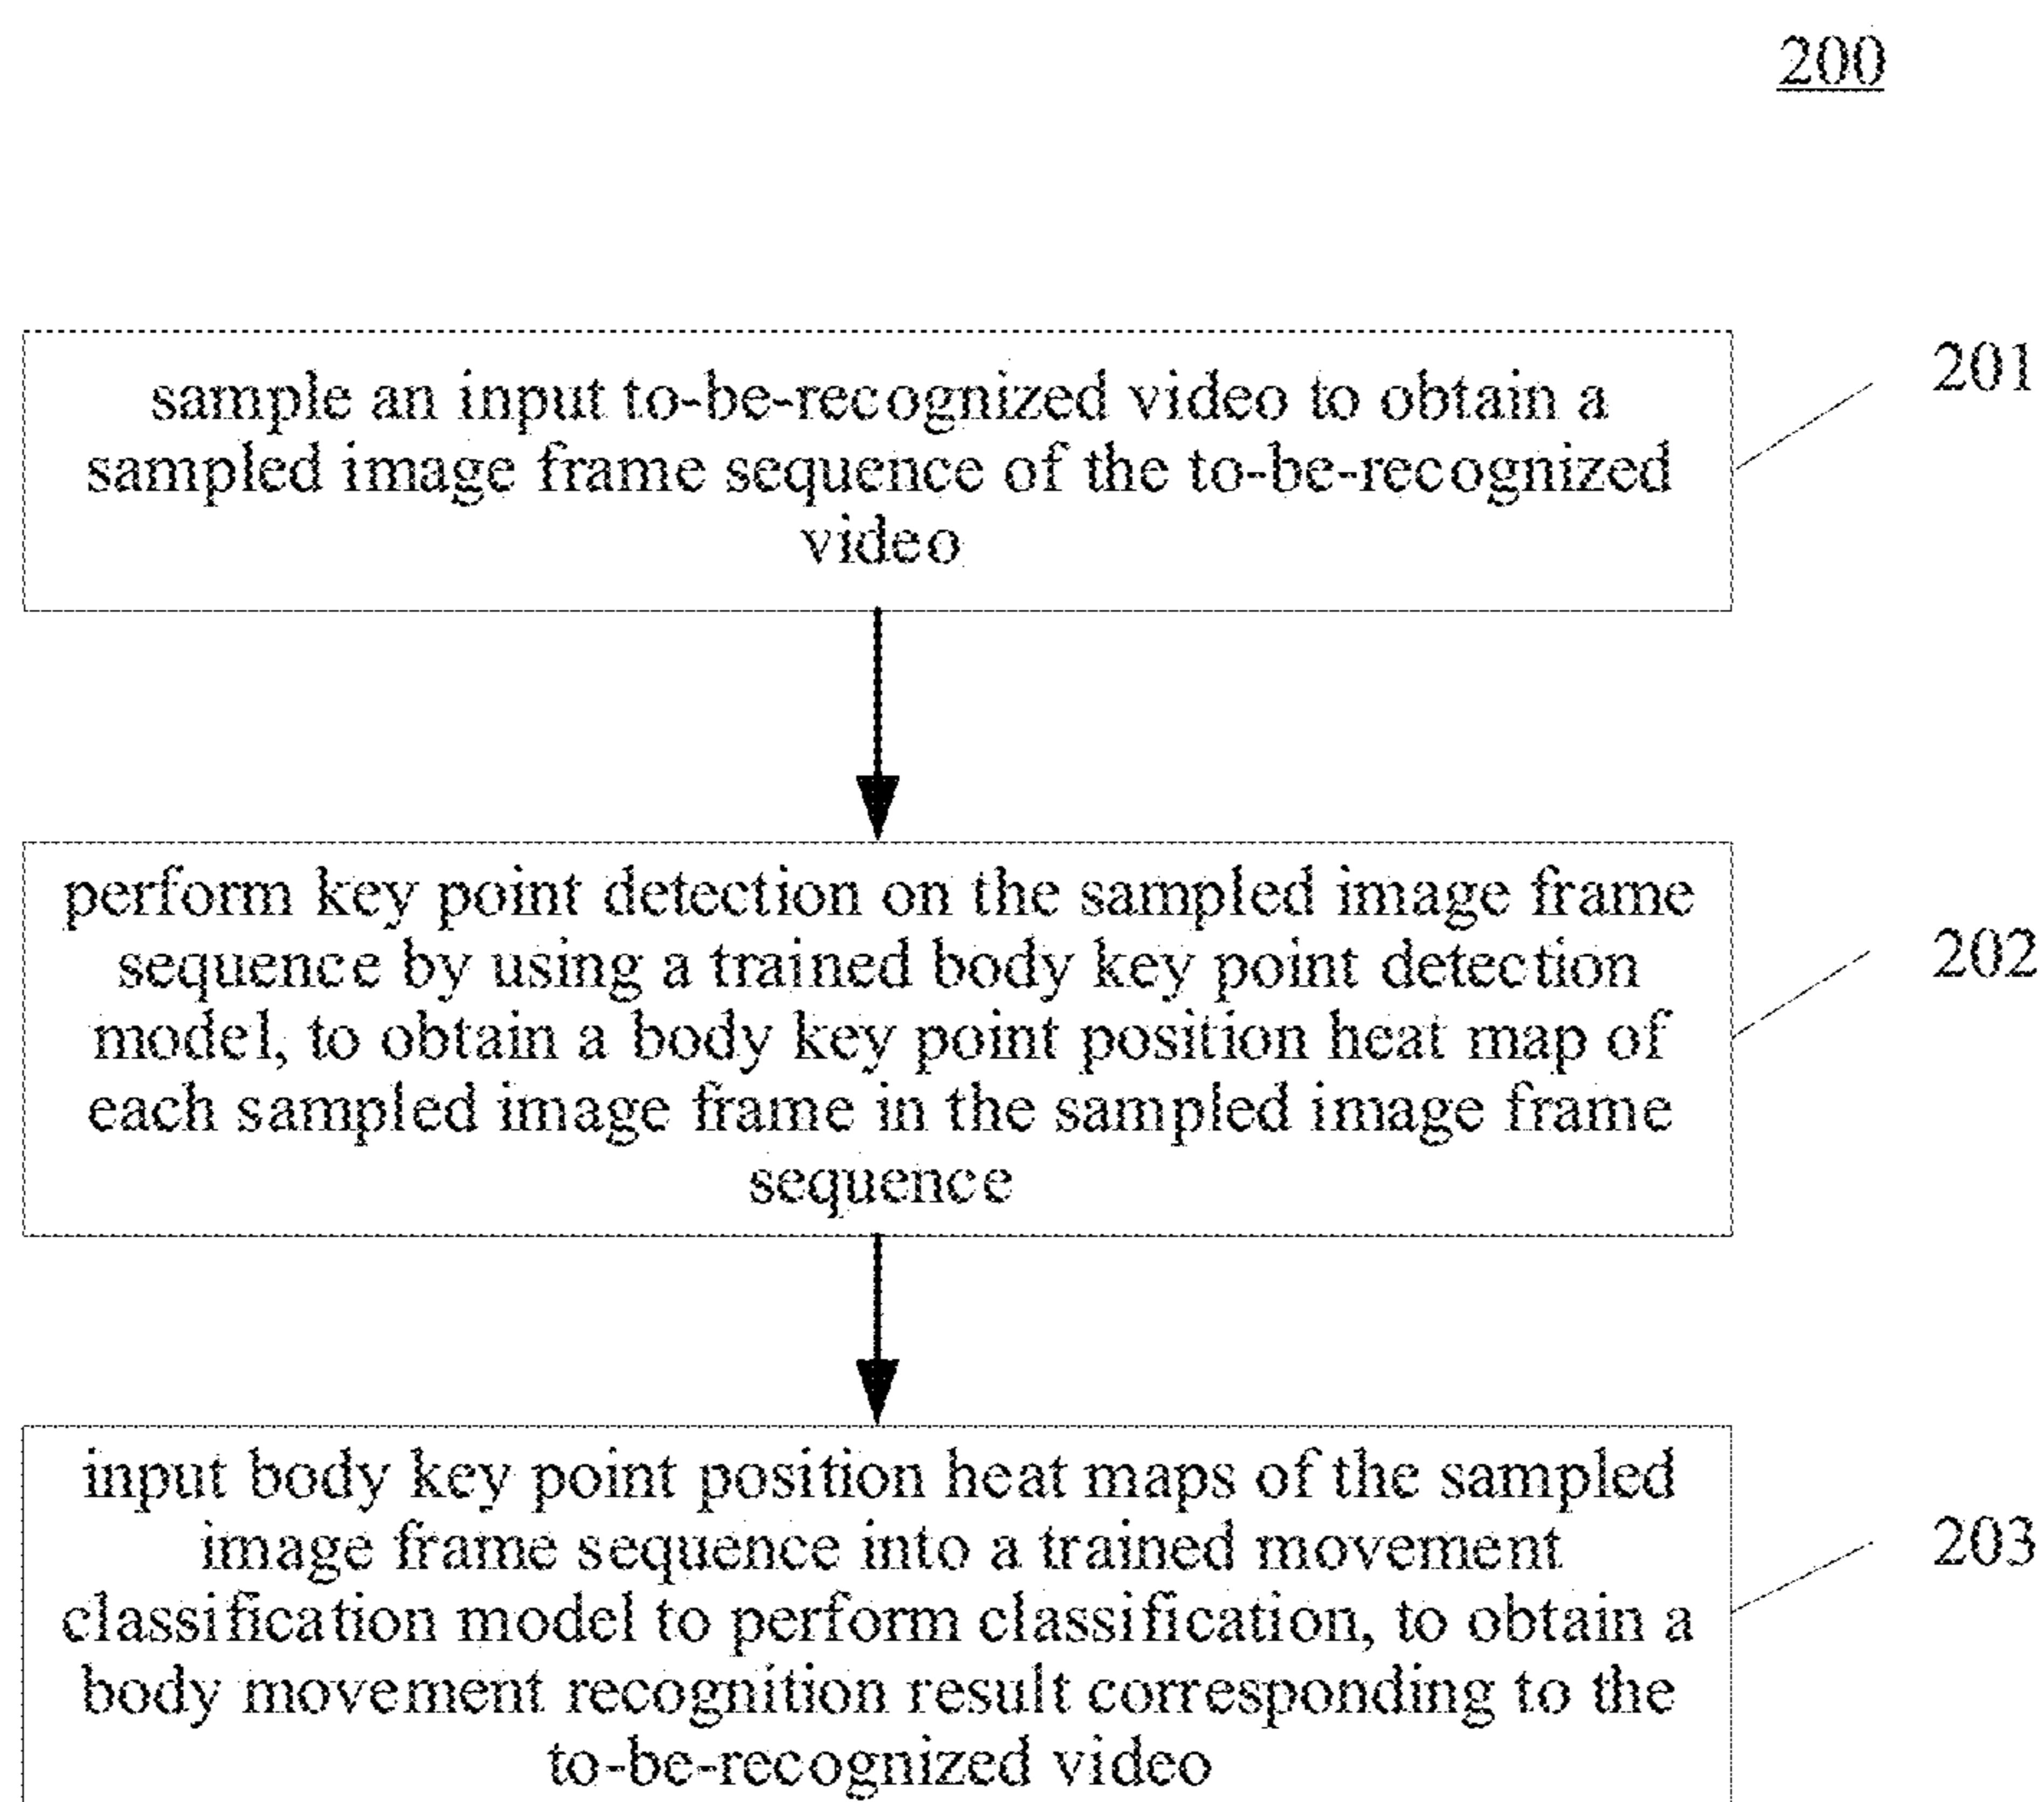 200
sample an input to-be-recognized video to obtain a
sampled image frame sequence of the to-be-recognized
video
201
perform key point detection on the sampled image frame
sequence by using a trained body key point detection
model, to obtain a body key point position heat map of
each sampled image frame in the sampled image frame
sequence
202
input body key point position heat maps of the sampled
image frame sequence into a trained movement
classification model to perform classification, to obtain a
body movement recognition result corresponding to the
to-be-recognized video
203